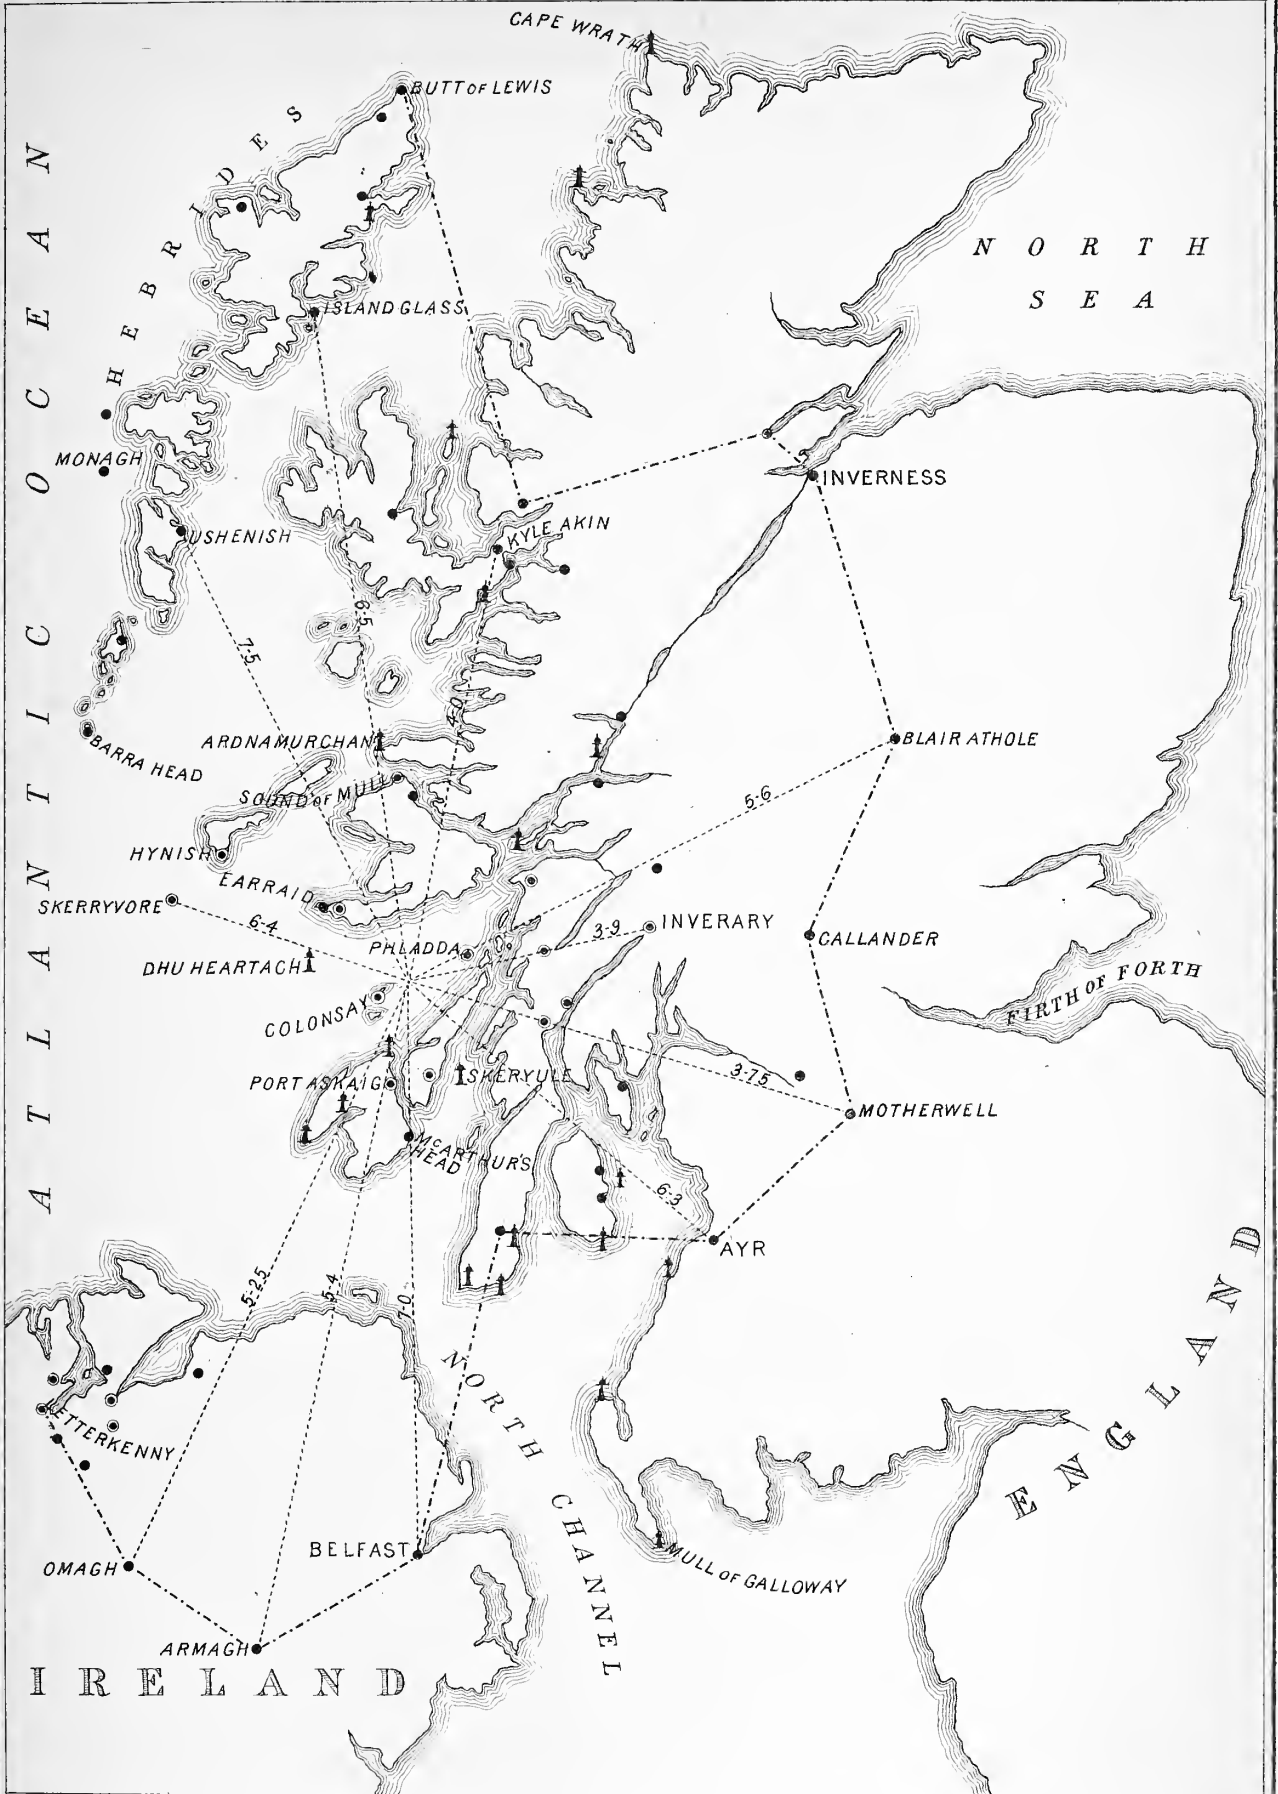 CAPE WRATH
BUTT OF LEWIS
HEBRIDES
ATLANTIC OCEAN
NORTH
SEA
ISLAND GLASS
MONAGH
INVERNESS
USHENISH
KYLE AKIN
6-5
7-5
4-0
ARDNAMURCHAN
BLAIR ATHOLE
BARRA HEAD
SOUND OF MULL
5-6
HYNISH
EARRAID
SKERRYVORE
6-4
3-9
INVERARY
PHLADDA
CALLANDER
DHU HEARTACH
FIRTH OF FORTH
COLONSAY
PORT ASKAIG
SKERYULE
3-75
MOTHERWELL
McARTHUR'S
HEAD
6-3
AYR
5-25
5-4
7-0
ENGLAND
NORTH CHANNEL
LETTERKENNY
BELFAST
OMAGH
MULL OF GALLOWAY
ARMAGH
IRELAND